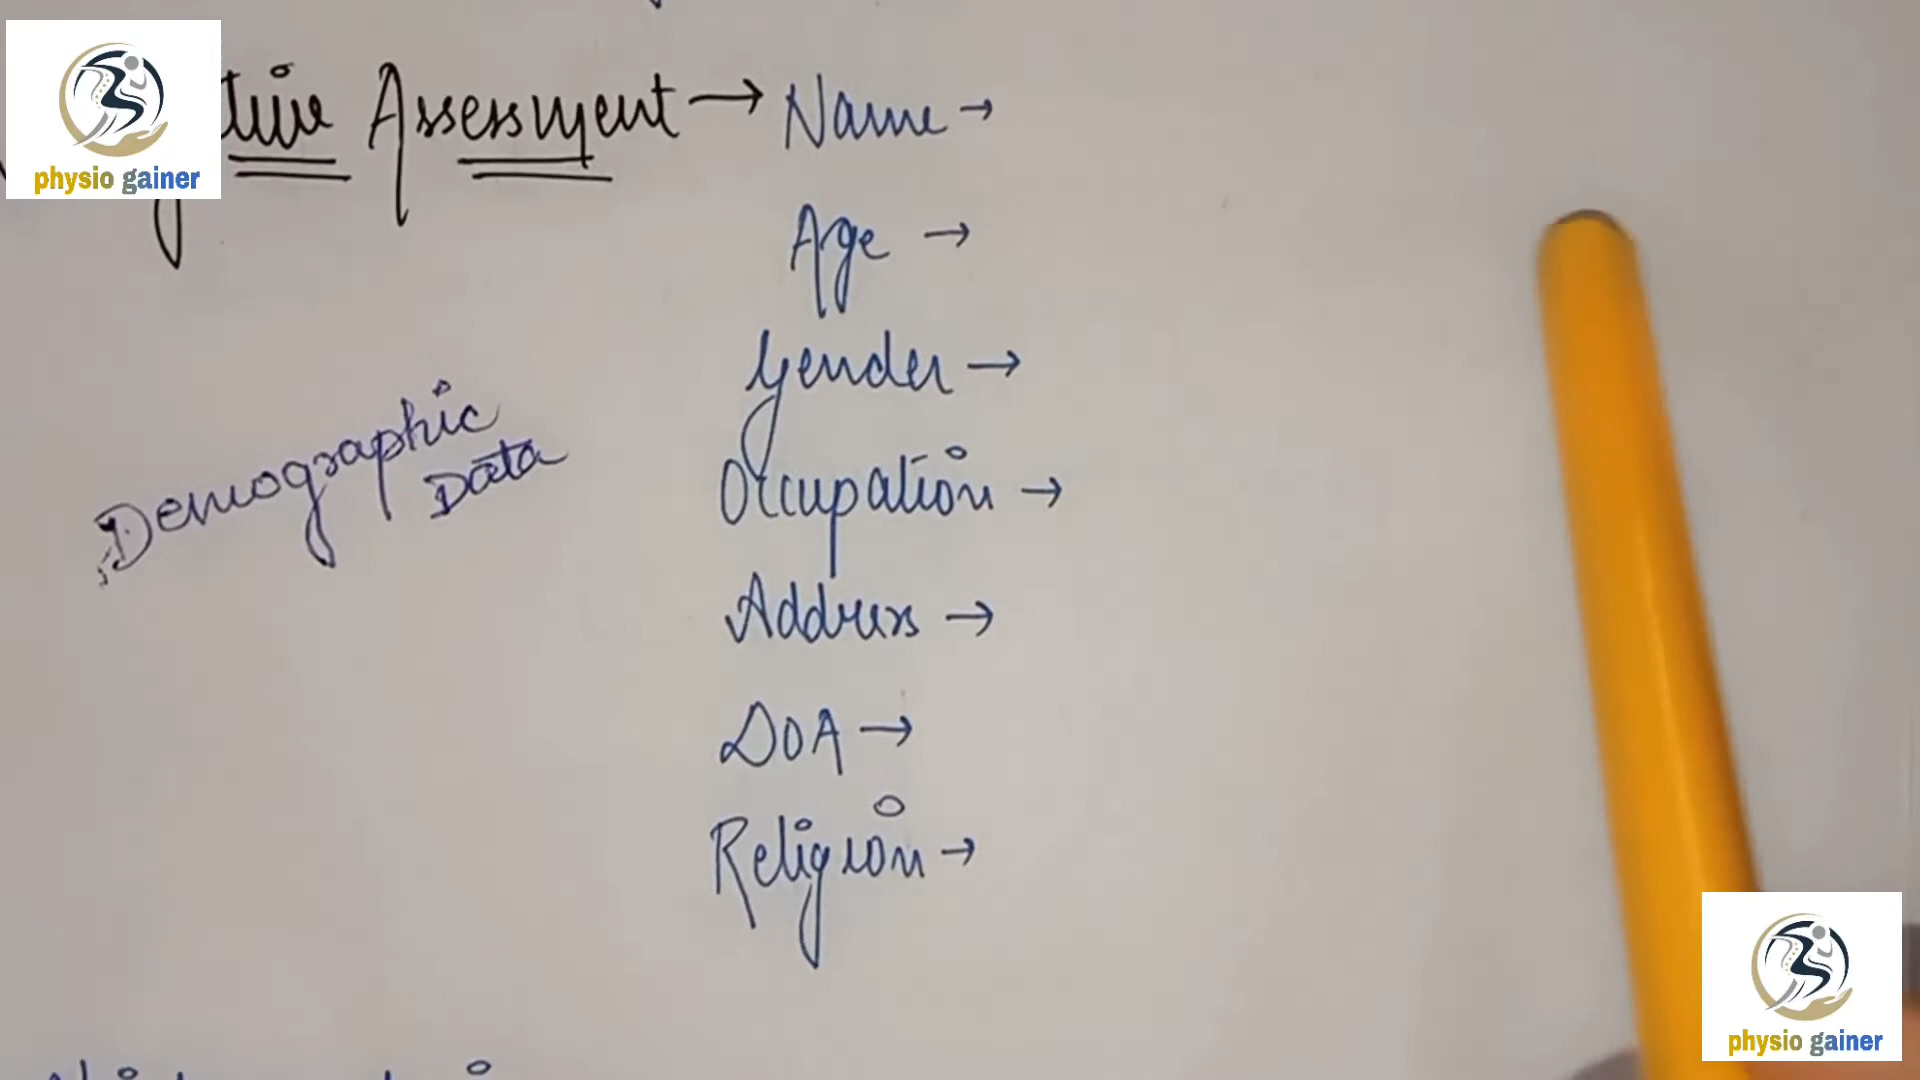 Assessment → Name →
Age →
Gender →
Demographic
Data
Occupation →
Address →
DOA →
Religion →
physio gainer
physio gainer